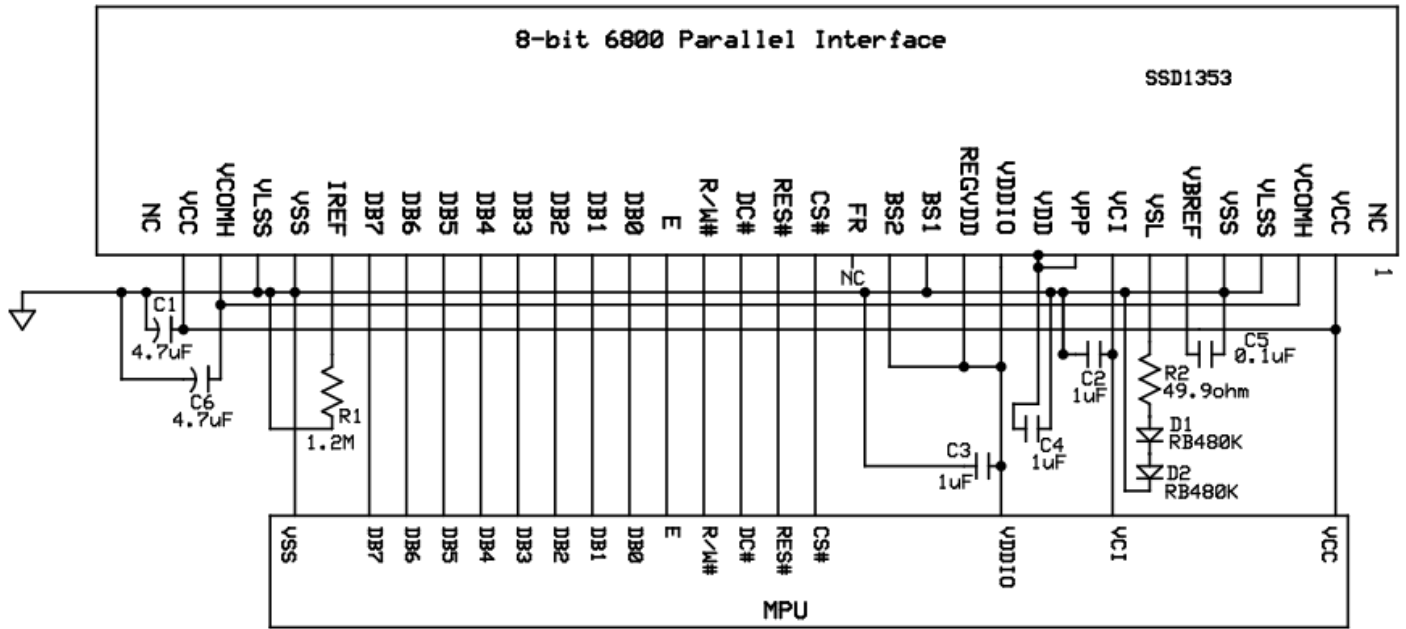 8-bit 6800 Parallel Interface
SSD1353
NC
VCC
VCOMH
VLSS
VSS
IREF
DB7
DB6
DB5
DB4
DB3
DB2
DB1
DB0
E
R/W#
DC#
RES#
CS#
FR
BS2
BS1
REGVDD
VDDIO
VDD
VPP
VCI
VSL
VBREF
VSS
VLSS
VCOMH
VCC
NC
1
NC
C1
4.7uF
C6
4.7uF
R1
1.2M
C3
1uF
C4
1uF
C2
1uF
R2
49.9ohm
D1
RB480K
D2
RB480K
C5
0.1uF
VSS
DB7
DB6
DB5
DB4
DB3
DB2
DB1
DB0
E
R/W#
DC#
RES#
CS#
VDDIO
VCI
VCC
MPU